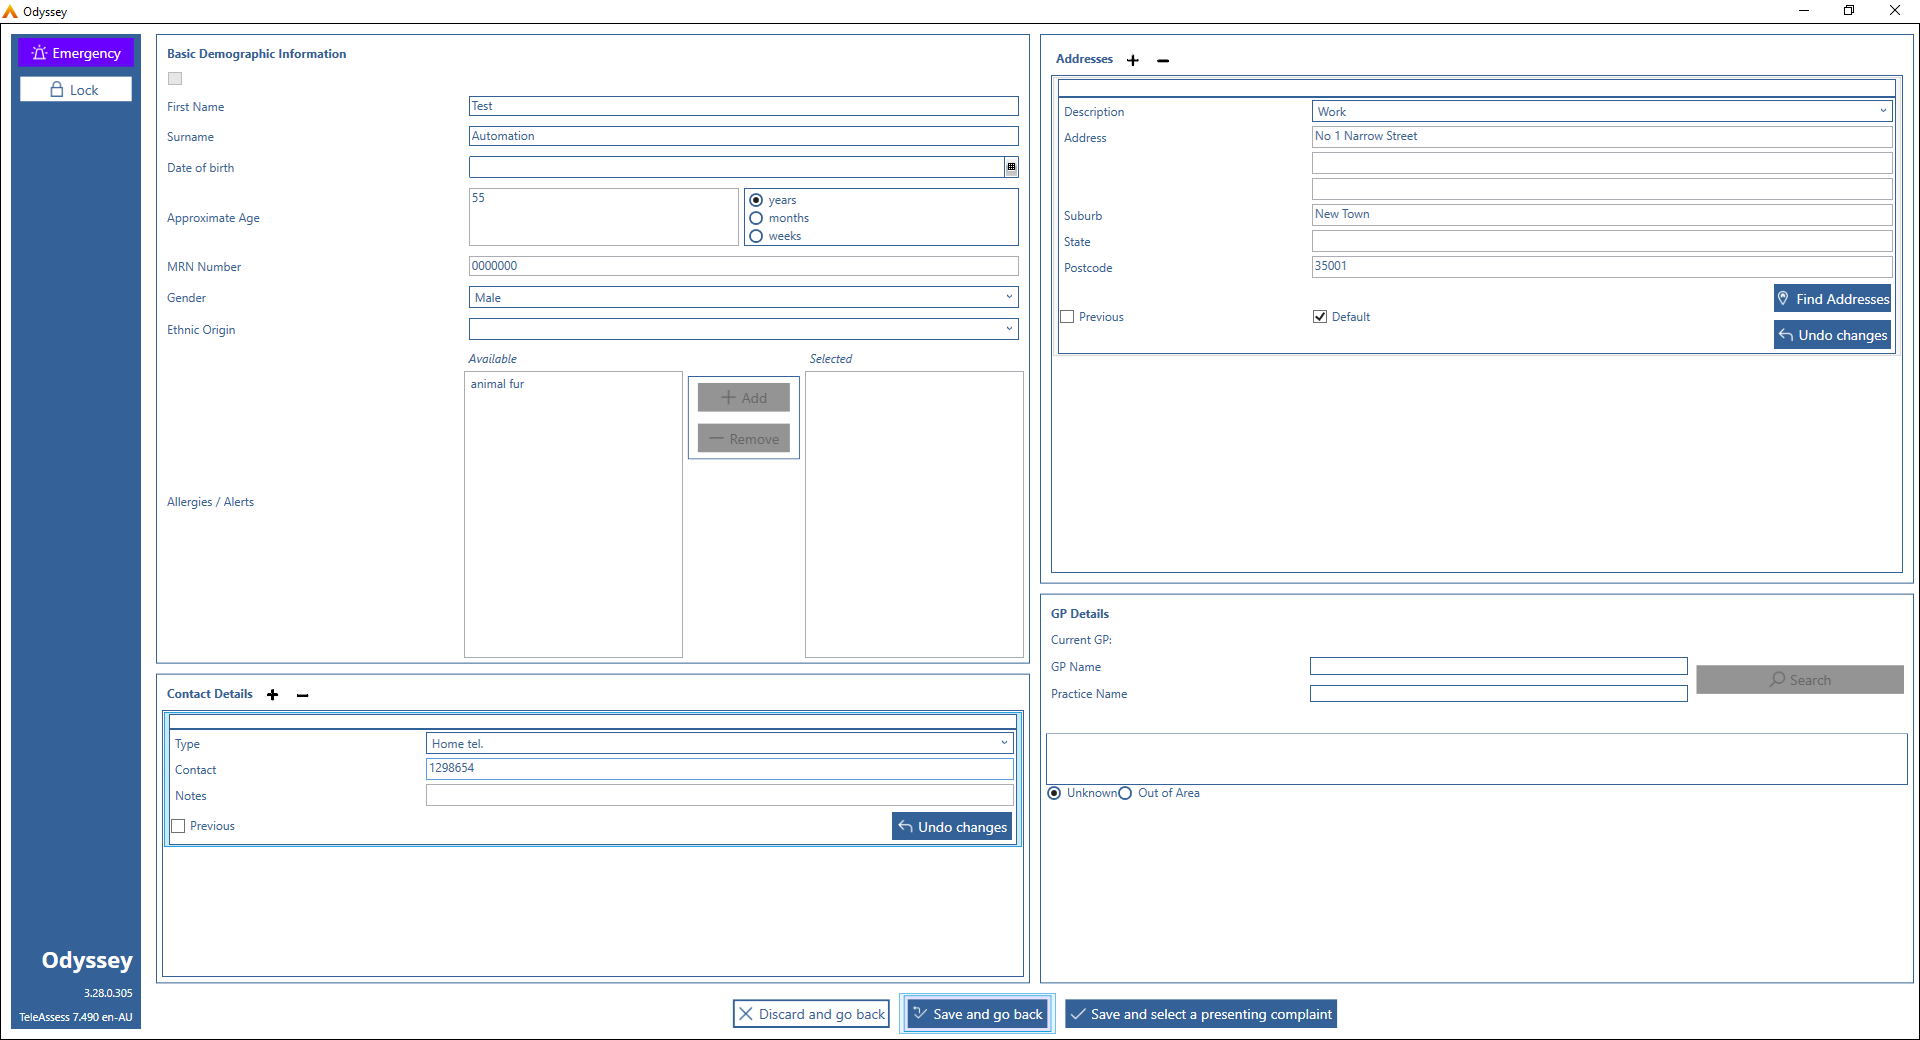 Odyssey
Emergency
Lock
Basic Demographic Information
First Name
Test
Surname
Automation
Date of birth
Approximate Age
55
years
months
weeks
MRN Number
0000000
Gender
Male
Ethnic Origin
Available
Selected
animal fur
Add
Remove
Allergies / Alerts
Contact Details
Type
Home tel.
Contact
1298654
Notes
Previous
Undo changes
Addresses
Description
Work
Address
No 1 Narrow Street
Suburb
New Town
State
Postcode
35001
Find Addresses
Previous
Default
Undo changes
GP Details
Current GP:
GP Name
Practice Name
Search
Unknown
Out of Area
Odyssey
3.28.0.305
TeleAssess 7.490 en-AU
Discard and go back
Save and go back
Save and select a presenting complaint